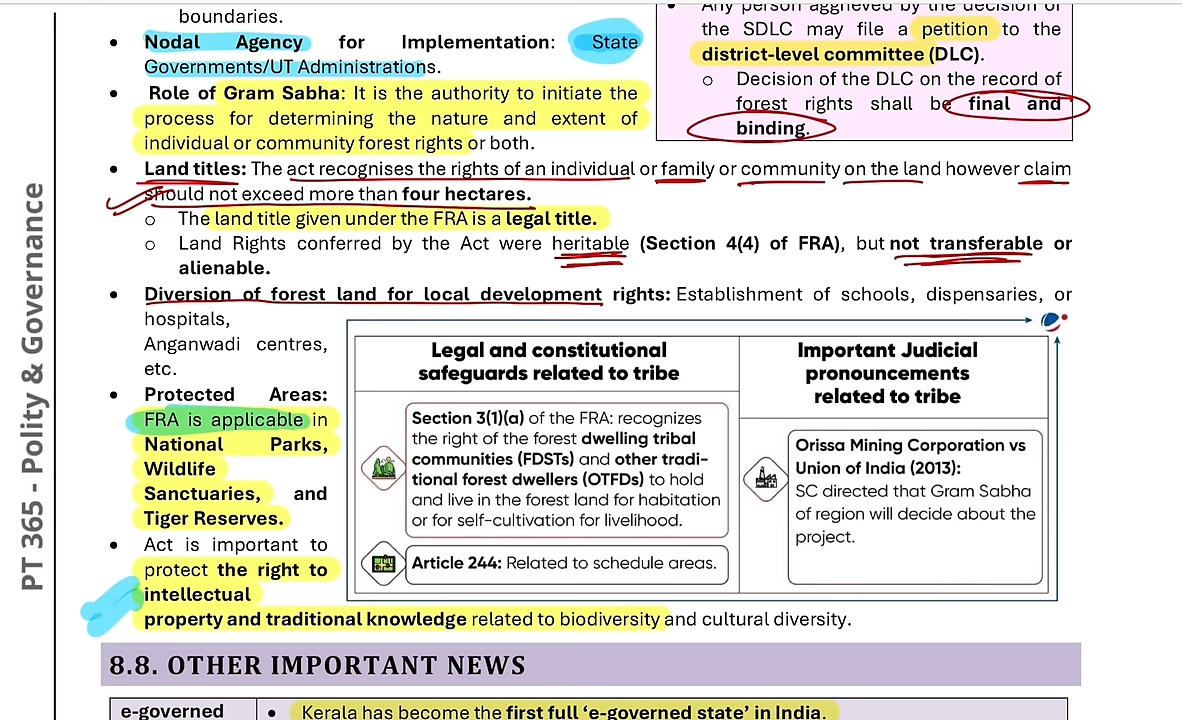 boundaries.
• Nodal Agency for Implementation: State
Governments/UT Administrations.
• Role of Gram Sabha: It is the authority to initiate the
process for determining the nature and extent of
individual or community forest rights or both.
• Any person aggrieved by the decision of
the SDLC may file a petition to the
district-level committee (DLC).
o Decision of the DLC on the record of
forest rights shall be final and
binding.
• Land titles: The act recognises the rights of an individual or family or community on the land however claim
should not exceed more than four hectares.
o The land title given under the FRA is a legal title.
o Land Rights conferred by the Act were heritable (Section 4(4) of FRA), but not transferable or
alienable.
• Diversion of forest land for local development rights: Establishment of schools, dispensaries, or
hospitals,
Anganwadi centres,
etc.
• Protected Areas:
FRA is applicable in
National Parks,
Wildlife
Sanctuaries, and
Tiger Reserves.
• Act is important to
protect the right to
intellectual
property and traditional knowledge related to biodiversity and cultural diversity.
Legal and constitutional
safeguards related to tribe
Section 3(1)(a) of the FRA: recognizes
the right of the forest dwelling tribal
communities (FDSTs) and other tradi-
tional forest dwellers (OTFDs) to hold
and live in the forest land for habitation
or for self-cultivation for livelihood.
Article 244: Related to schedule areas.
Important Judicial
pronouncements
related to tribe
Orissa Mining Corporation vs
Union of India (2013):
SC directed that Gram Sabha
of region will decide about the
project.
8.8. OTHER IMPORTANT NEWS
e-governed
• Kerala has become the first full ‘e-governed state’ in India.
PT 365 - Polity & Governance